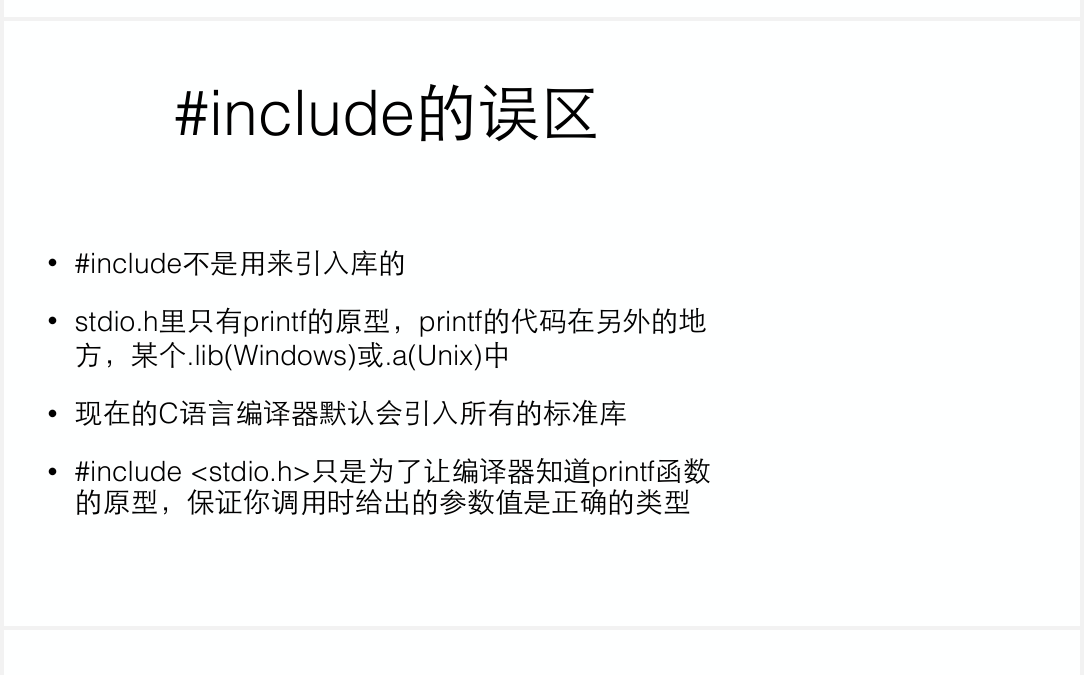 #include的误区
• #include不是用来引入库的
• stdio.h里只有printf的原型，printf的代码在另外的地
方，某个.lib(Windows)或.a(Unix)中
• 现在的C语言编译器默认会引入所有的标准库
• #include <stdio.h>只是为了让编译器知道printf函数
的原型，保证你调用时给出的参数值是正确的类型